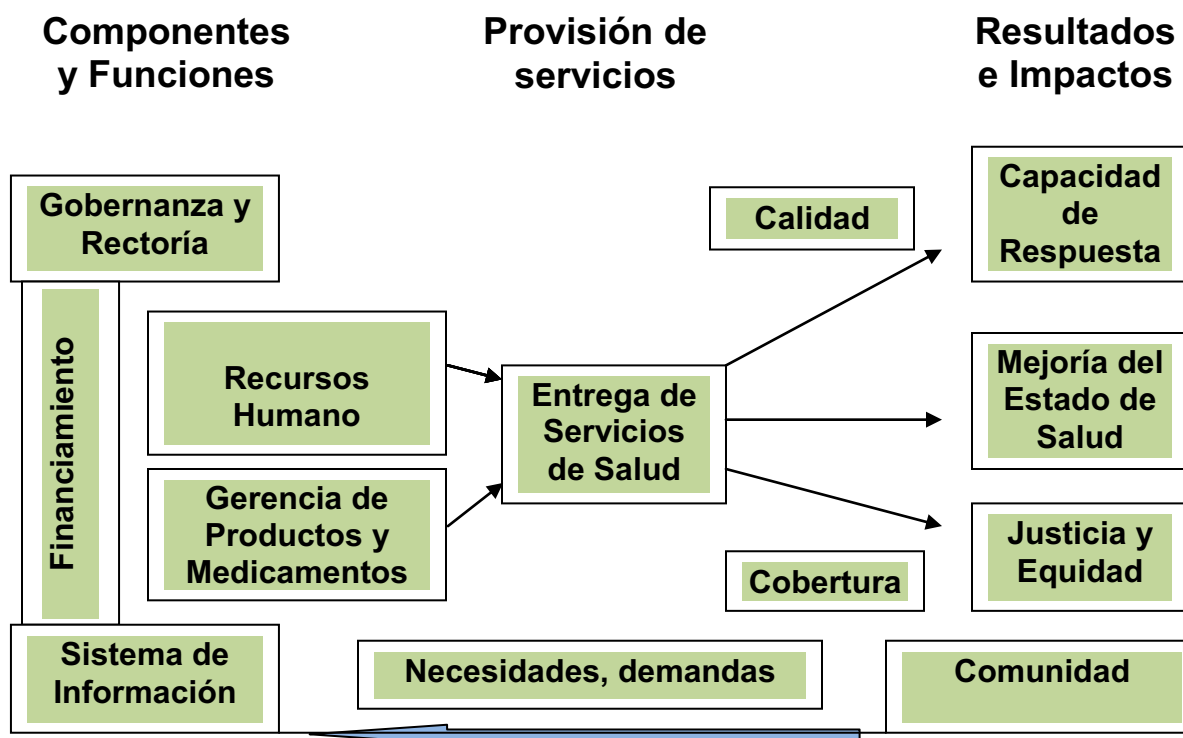 Componentes
y Funciones
Provisión de
servicios
Resultados
e Impactos
Gobernanza y
Rectoría
Financiamiento
Recursos
Humano
Gerencia de
Productos y
Medicamentos
Sistema de
Información
Entrega de
Servicios
de Salud
Calidad
Cobertura
Necesidades, demandas
Capacidad
de
Respuesta
Mejoría del
Estado de
Salud
Justicia y
Equidad
Comunidad